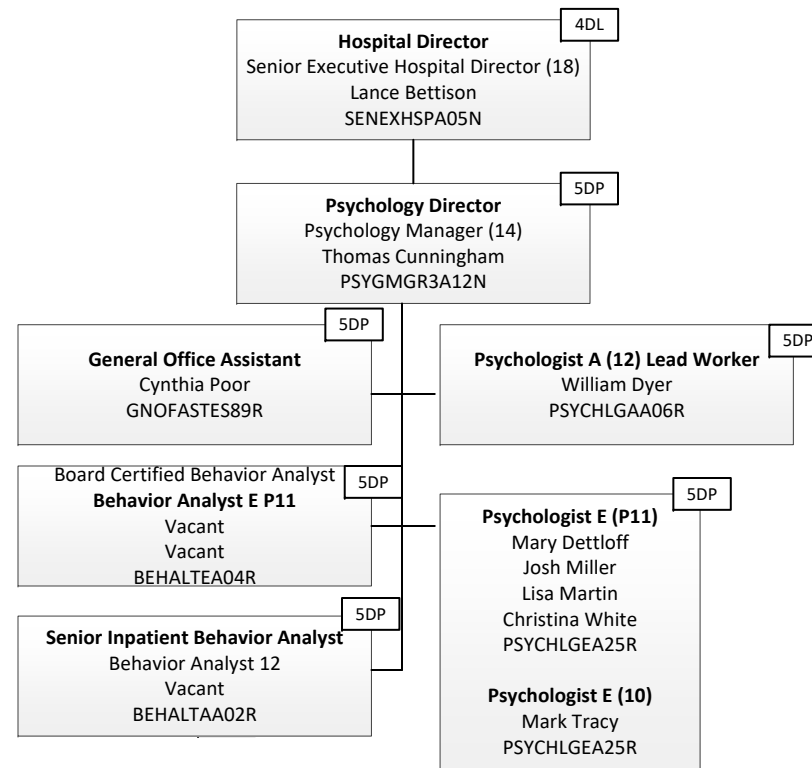 4DL
Hospital Director
Senior Executive Hospital Director (18)
Lance Bettison
SENEXHSPA05N
5DP
Psychology Director
Psychology Manager (14)
Thomas Cunningham
PSYGMGR3A12N
5DP
General Office Assistant
Cynthia Poor
GNOFASTES89R
5DP
Psychologist A (12) Lead Worker
William Dyer
PSYCHLGAA06R
5DP
Board Certified Behavior Analyst
Behavior Analyst E P11
Vacant
Vacant
BEHALTEA04R
5DP
Psychologist E (P11)
Mary Dettloff
Josh Miller
Lisa Martin
Christina White
PSYCHLGEA25R
Psychologist E (10)
Mark Tracy
PSYCHLGEA25R
5DP
Senior Inpatient Behavior Analyst
Behavior Analyst 12
Vacant
BEHALTAA02R